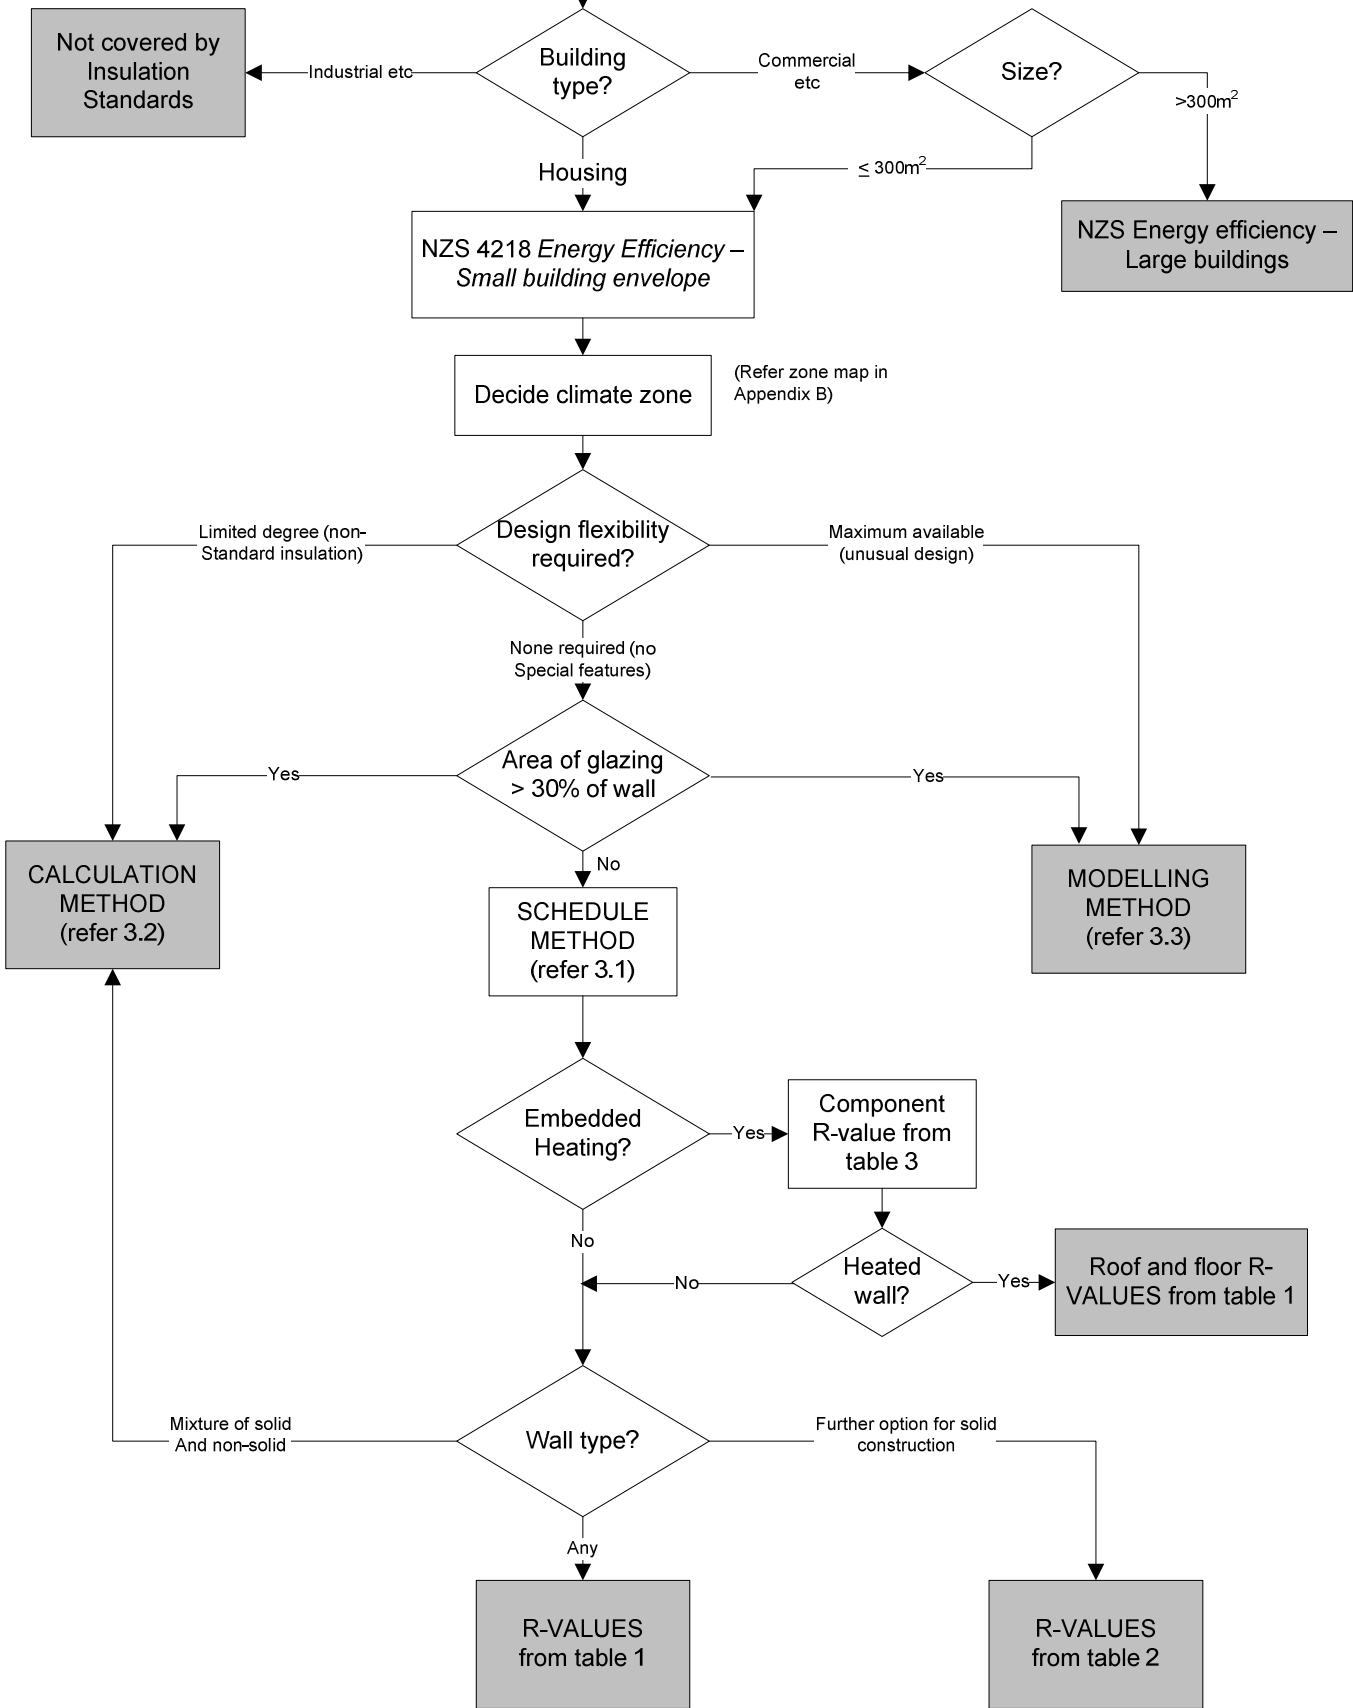 Not covered by
Insulation
Standards
Industrial etc
Building
type?
Commercial
etc
Size?
>300m²
Housing
≤ 300m²
NZS 4218 Energy Efficiency –
Small building envelope
NZS Energy efficiency –
Large buildings
Decide climate zone
(Refer zone map in
Appendix B)
Limited degree (non-
Standard insulation)
Design flexibility
required?
Maximum available
(unusual design)
None required (no
Special features)
Yes
Area of glazing
> 30% of wall
Yes
CALCULATION
METHOD
(refer 3.2)
No
SCHEDULE
METHOD
(refer 3.1)
MODELLING
METHOD
(refer 3.3)
Embedded
Heating?
Yes
Component
R-value from
table 3
No
No
Heated
wall?
Yes
Roof and floor R-
VALUES from table 1
Mixture of solid
And non-solid
Wall type?
Further option for solid
construction
Any
R-VALUES
from table 1
R-VALUES
from table 2